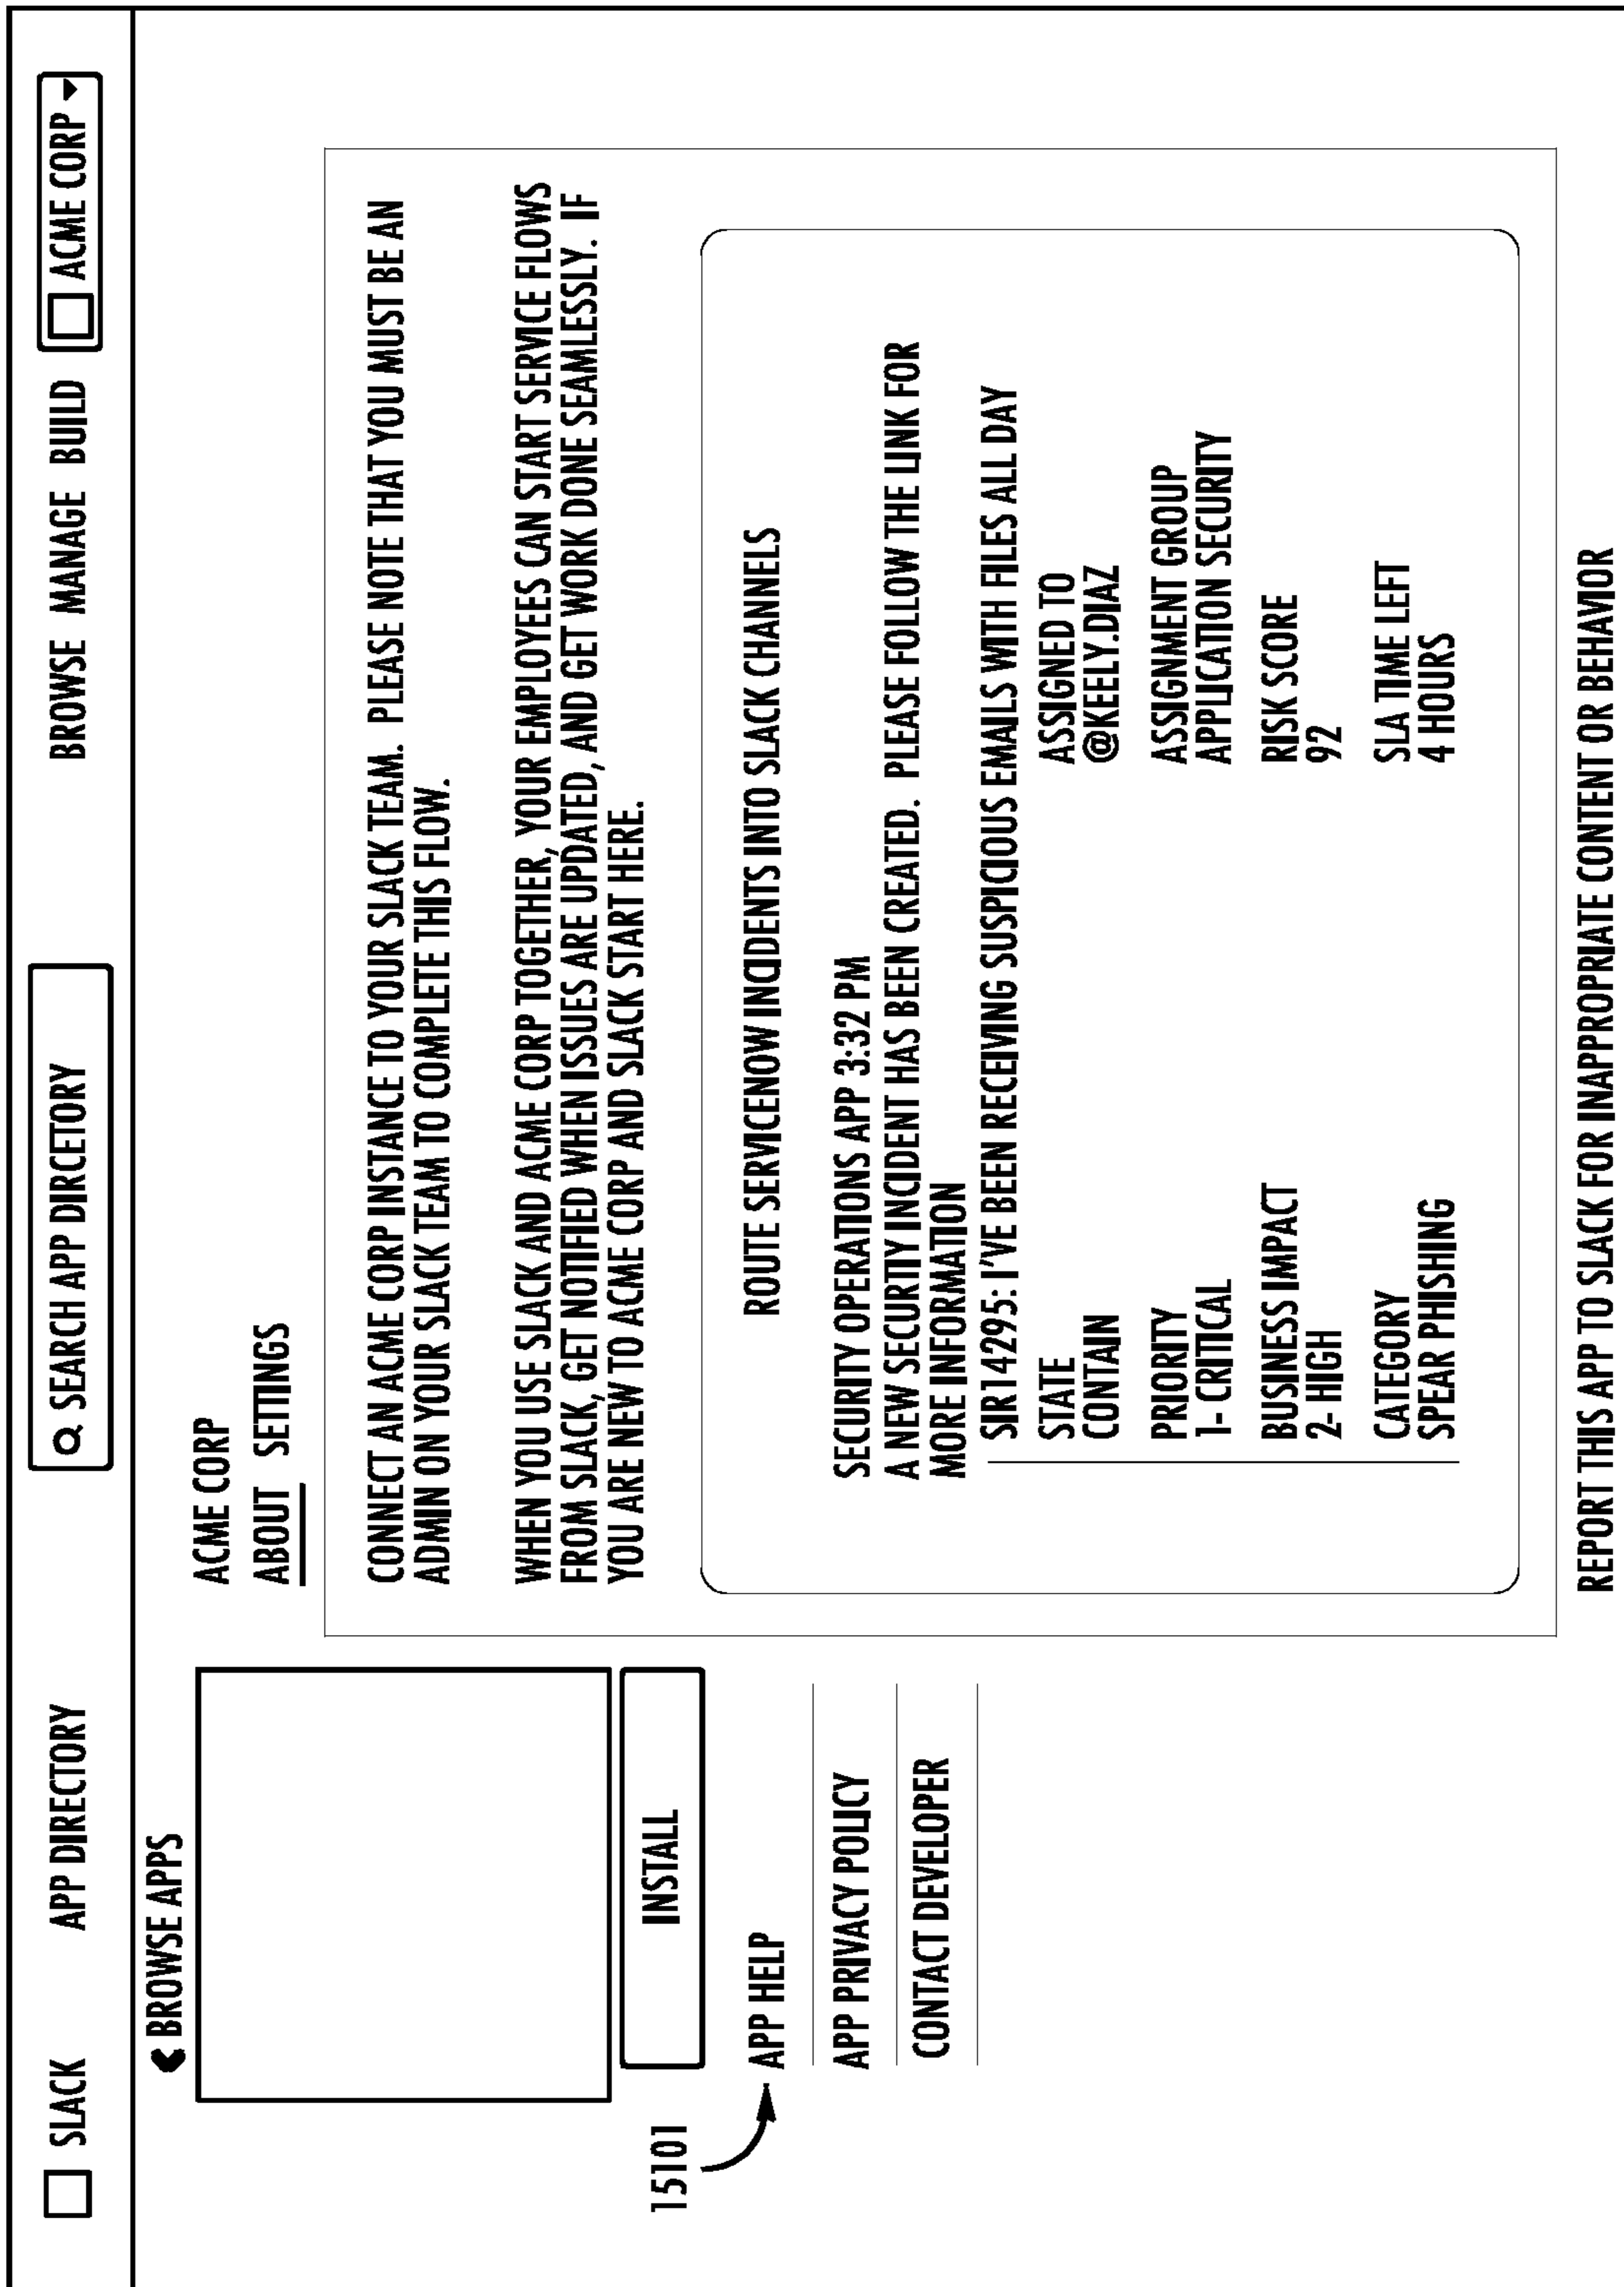 SLACK APP DIRECTORY SEARCH APP DIRCETORY BROWSE MANAGE BUILD ACME CORP
BROWSE APPS
INSTALL
15101
APP HELP
APP PRIVACY POLICY
CONTACT DEVELOPER
ACME CORP
ABOUT SETTINGS
CONNECT AN ACME CORP INSTANCE TO YOUR SLACK TEAM. PLEASE NOTE THAT YOU MUST BE AN
ADMIN ON YOUR SLACK TEAM TO COMPLETE THIS FLOW.
WHEN YOU USE SLACK AND ACME CORP TOGETHER, YOUR EMPLOYEES CAN START SERVICE FLOWS
FROM SLACK, GET NOTIFIED WHEN ISSUES ARE UPDATED, AND GET WORK DONE SEAMLESSLY. IF
YOU ARE NEW TO ACME CORP AND SLACK START HERE.
ROUTE SERVICENOW INCIDENTS INTO SLACK CHANNELS
SECURITY OPERATIONS APP 3:32 PM
A NEW SECURTIY INCIDENT HAS BEEN CREATED. PLEASE FOLLOW THE LINK FOR
MORE INFORMATION
SIR14295: I'VE BEEN RECEIVING SUSPICIOUS EMAILS WITH FILES ALL DAY
STATE ASSIGNED TO
CONTAIN @KEELY.DIAZ
PRIORITY ASSIGNMENT GROUP
1- CRITICAL APPLICATION SECURITY
BUSINESS IMPACT RISK SCORE
2- HIGH 92
CATEGORY SLA TIME LEFT
SPEAR PHISHING 4 HOURS
REPORT THIS APP TO SLACK FOR INAPPROPRIATE CONTENT OR BEHAVIOR